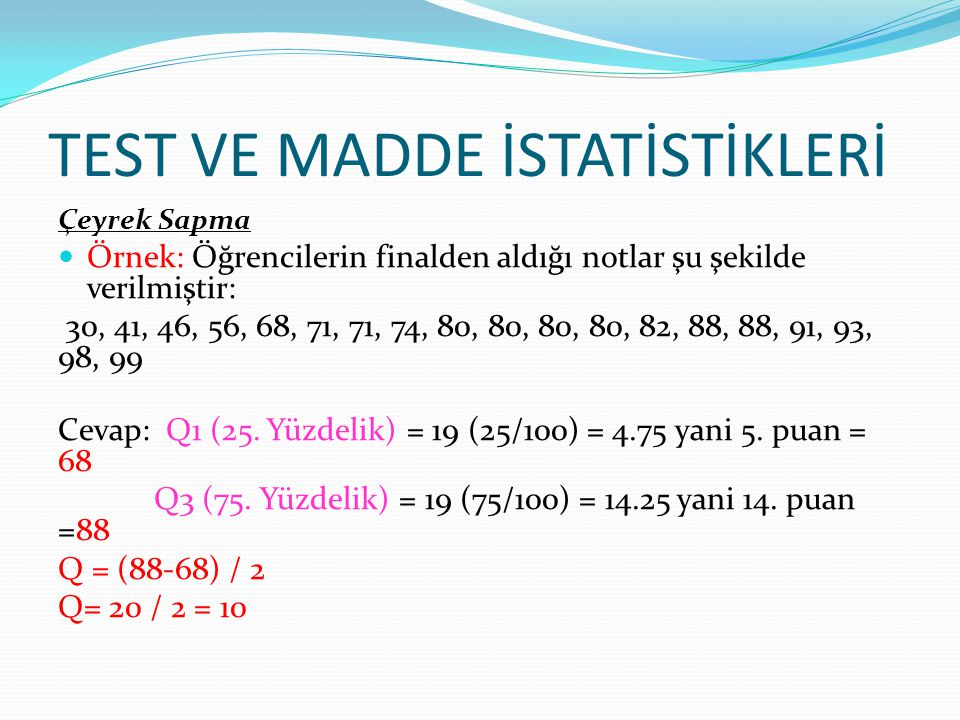 TEST VE MADDE İSTATİSTİKLERİ
Çeyrek Sapma
Örnek: Öğrencilerin finalden aldığı notlar şu şekilde
verilmiştir:
30, 41, 46, 56, 68, 71, 71, 74, 80, 80, 80, 80, 82, 88, 88, 91, 93,
98, 99
Cevap: Q1 (25. Yüzdelik) = 19 (25/100) = 4.75 yani 5. puan =
68
Q3 (75. Yüzdelik) = 19 (75/100) = 14.25 yani 14. puan
=88
Q = (88-68) / 2
Q= 20 / 2 = 10